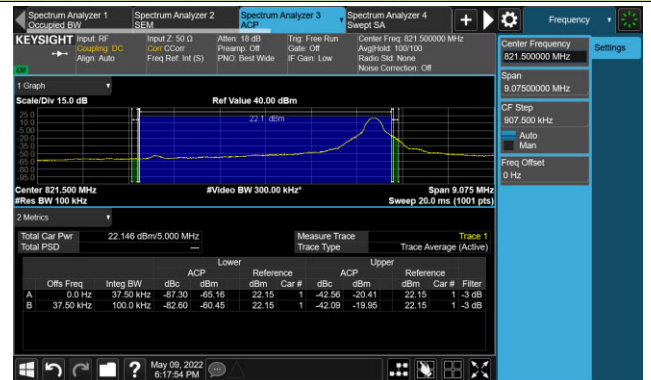 Spectrum Analyzer 1 Spectrum Analyzer 2 Spectrum Analyzer 3 Spectrum Analyzer 4 Frequency
Occupied BW SEM ACP Swept SA
KEYSIGHT Input: RF Input Z: 50 Ω Atten: 18 dB Trig: Free Run Center Freq: 821.500000 MHz
Coupling: DC Corr CCorr Preamp: Off Gate: Off Avg|Hold: 100/100
Align: Auto Freq Ref: Int (S) PNO: Best Wide IF Gain: Low Radio Std: None
Noise Correction: Off
LXI
Center Frequency Settings
821.500000 MHz
Span
9.07500000 MHz
CF Step
907.500 kHz
Auto
Man
Freq Offset
0 Hz
1 Graph
Scale/Div 15.0 dB Ref Value 40.00 dBm
22.1 dBm
25.0
10.0
-5.00
-20.0
-35.0
-50.0
-65.0
-80.0
-95.0
Center 821.500 MHz #Video BW 300.00 kHz* Span 9.075 MHz
#Res BW 100 kHz Sweep 20.0 ms (1001 pts)
2 Metrics
Total Car Pwr 22.146 dBm/5.000 MHz Measure Trace Trace 1
Total PSD --- Trace Type Trace Average (Active)
Lower Upper
ACP Reference ACP Reference
Offs Freq Integ BW dBc dBm dBm Car # dBc dBm dBm Car # Filter
A 0.0 Hz 37.50 kHz -87.30 -65.16 22.15 1 -42.56 -20.41 22.15 1 -3 dB
B 37.50 kHz 100.0 kHz -82.60 -60.45 22.15 1 -42.09 -19.95 22.15 1 -3 dB
May 09, 2022
6:17:54 PM